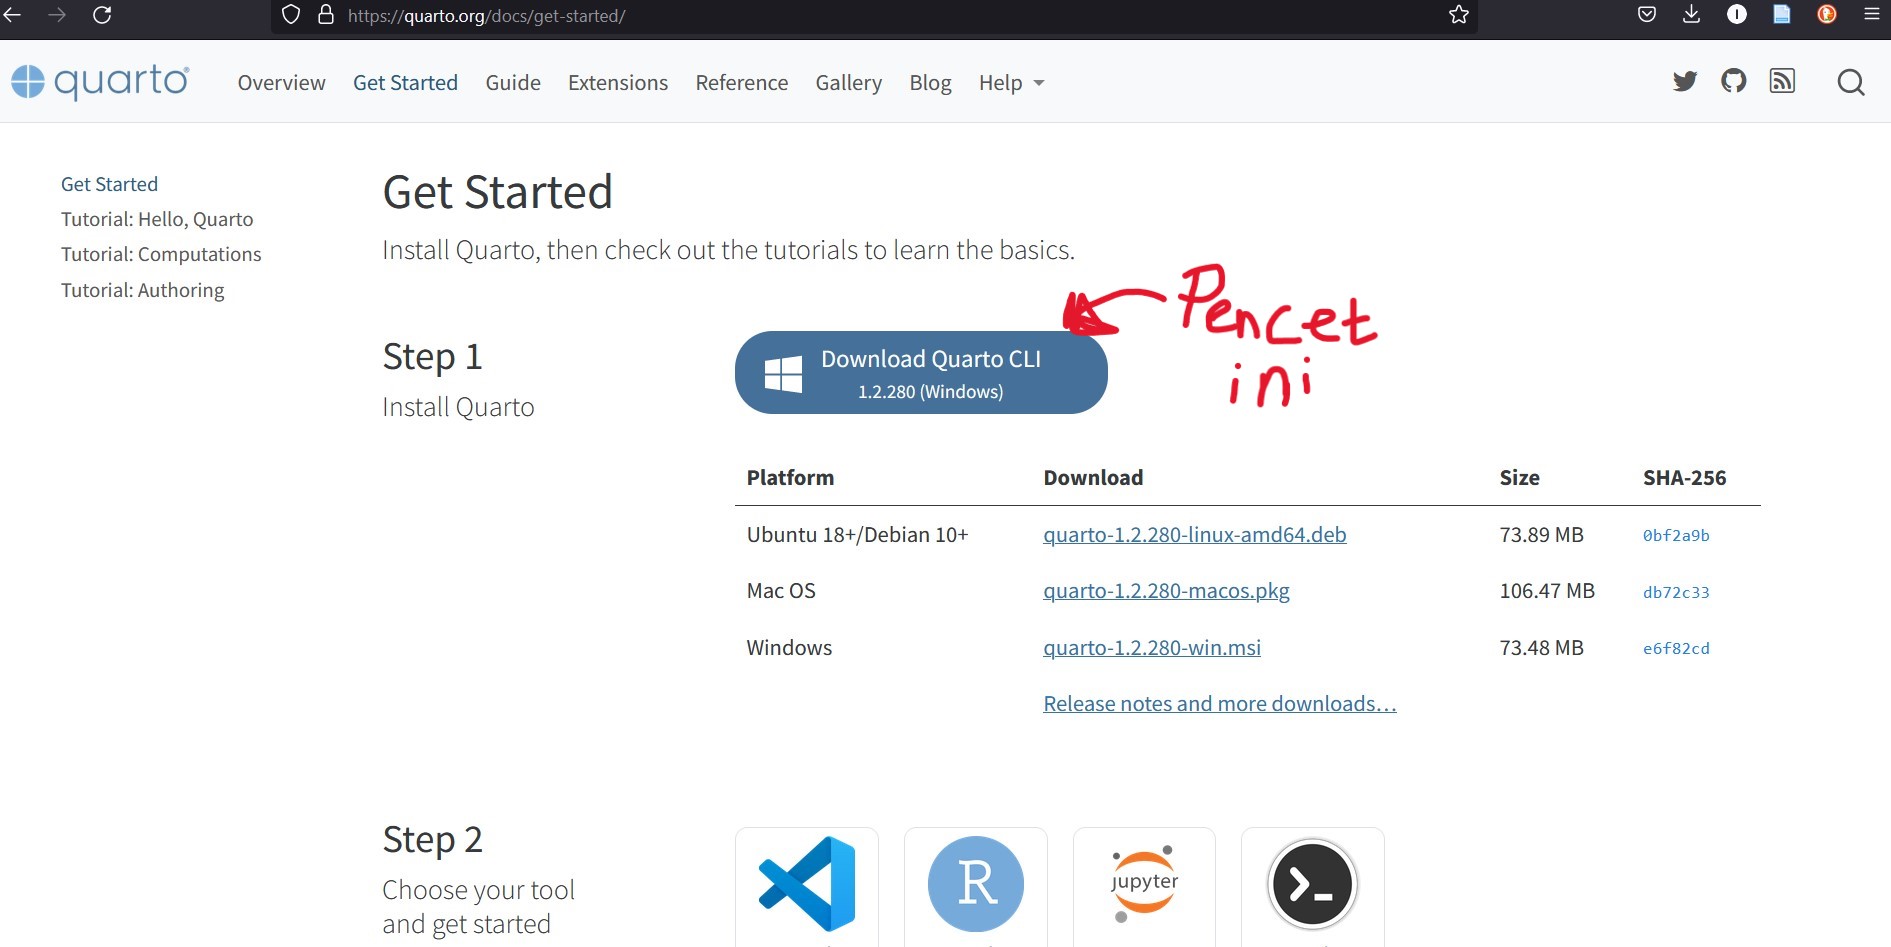 https://quarto.org/docs/get-started/
quarto®
Overview Get Started Guide Extensions Reference Gallery Blog Help
Get Started
Tutorial: Hello, Quarto
Tutorial: Computations
Tutorial: Authoring
Get Started
Install Quarto, then check out the tutorials to learn the basics.
Pencet
ini
Step 1
Install Quarto
Download Quarto CLI
1.2.280 (Windows)
Platform Download Size SHA-256
Ubuntu 18+/Debian 10+ quarto-1.2.280-linux-amd64.deb 73.89 MB 0bf2a9b
Mac OS quarto-1.2.280-macos.pkg 106.47 MB db72c33
Windows quarto-1.2.280-win.msi 73.48 MB e6f82cd
Release notes and more downloads…
Step 2
Choose your tool
and get started
R
jupyter